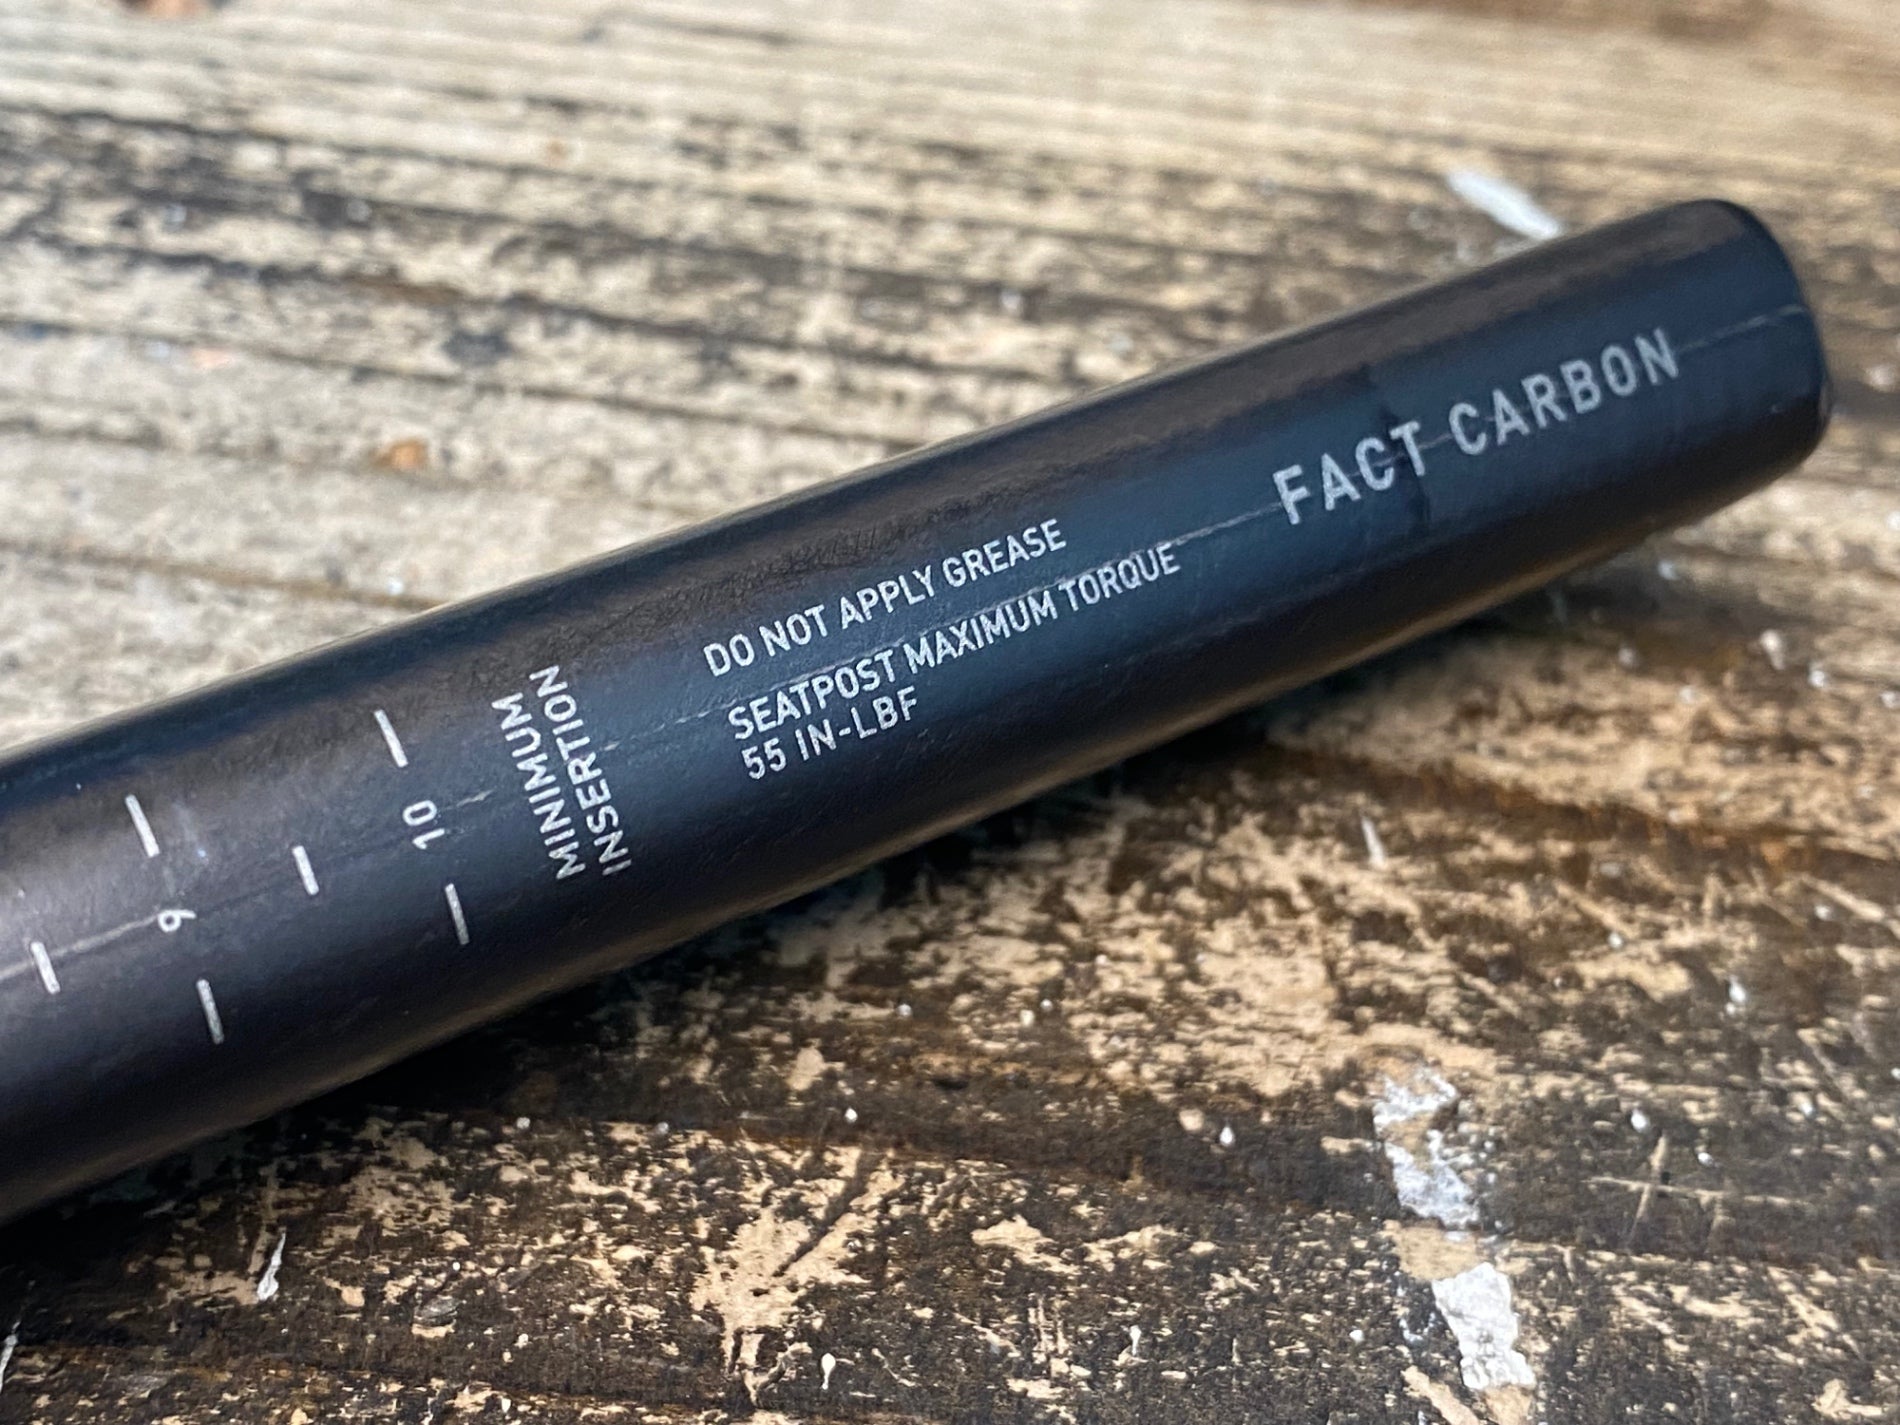 9
10
MINIMUM
INSERTION
DO NOT APPLY GREASE
SEATPOST MAXIMUM TORQUE
55 IN-LBF
FACT CARBON